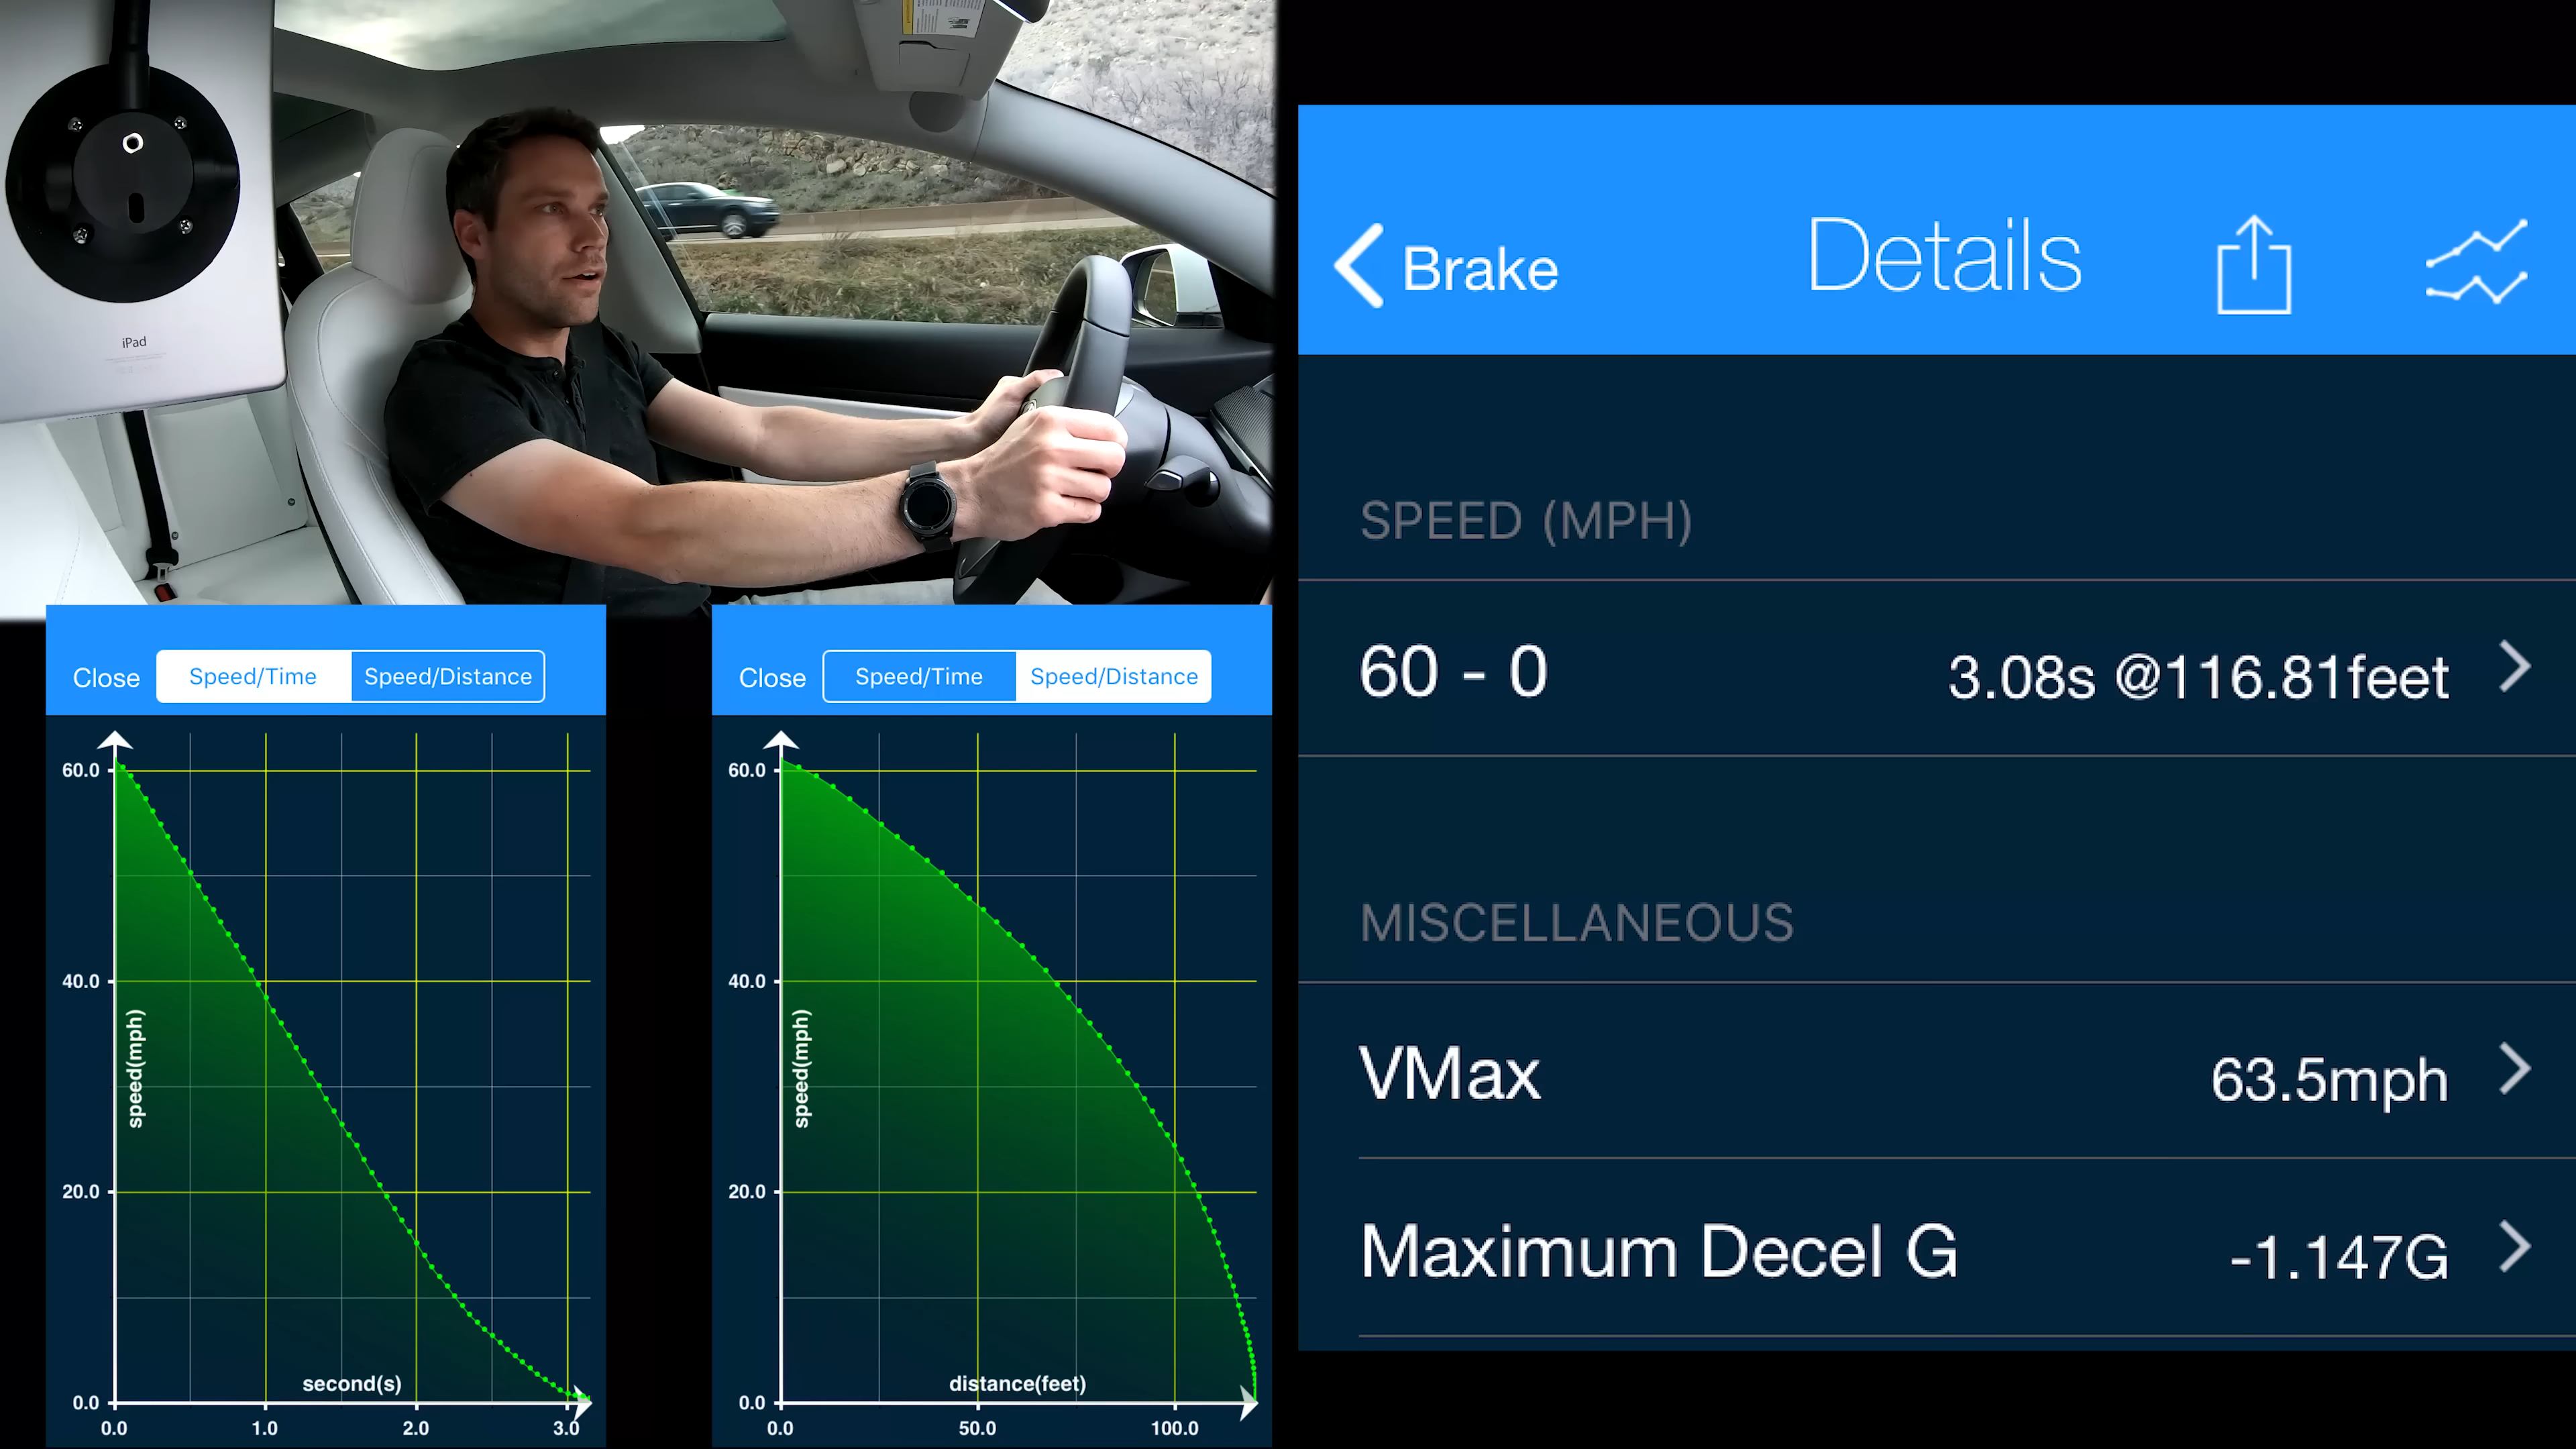 iPad
Brake
Details
SPEED (MPH)
60 - 0
3.08s @116.81feet
MISCELLANEOUS
VMax
63.5mph
Maximum Decel G
-1.147G
Close
Speed/Time
Speed/Distance
60.0
40.0
20.0
0.0
speed(mph)
second(s)
0.0
1.0
2.0
3.0
Close
Speed/Time
Speed/Distance
60.0
40.0
20.0
0.0
speed(mph)
distance(feet)
0.0
50.0
100.0